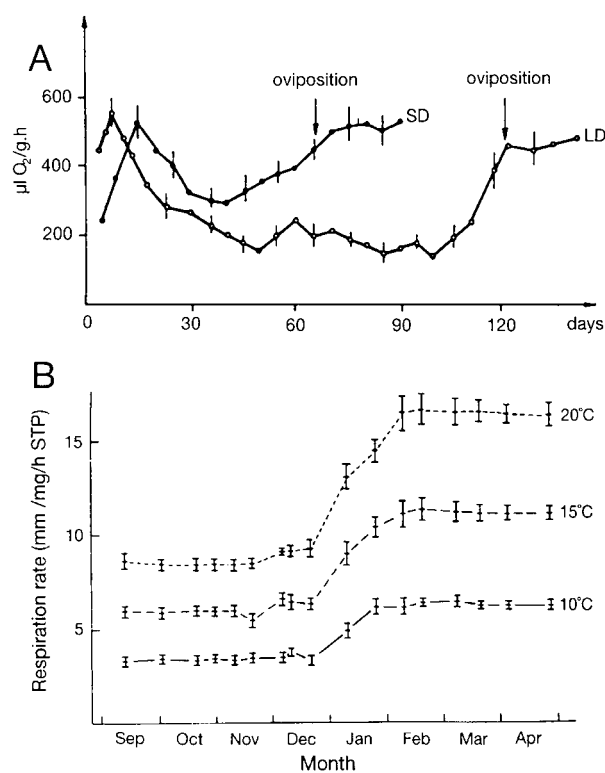 A
oviposition
oviposition
600
SD
LD
400
µl O₂/g.h
200
0 30 60 90 120 days
B
20°C
15
15°C
10
10°C
5
Respiration rate (mm /mg/h STP)
Sep Oct Nov Dec Jan Feb Mar Apr
Month